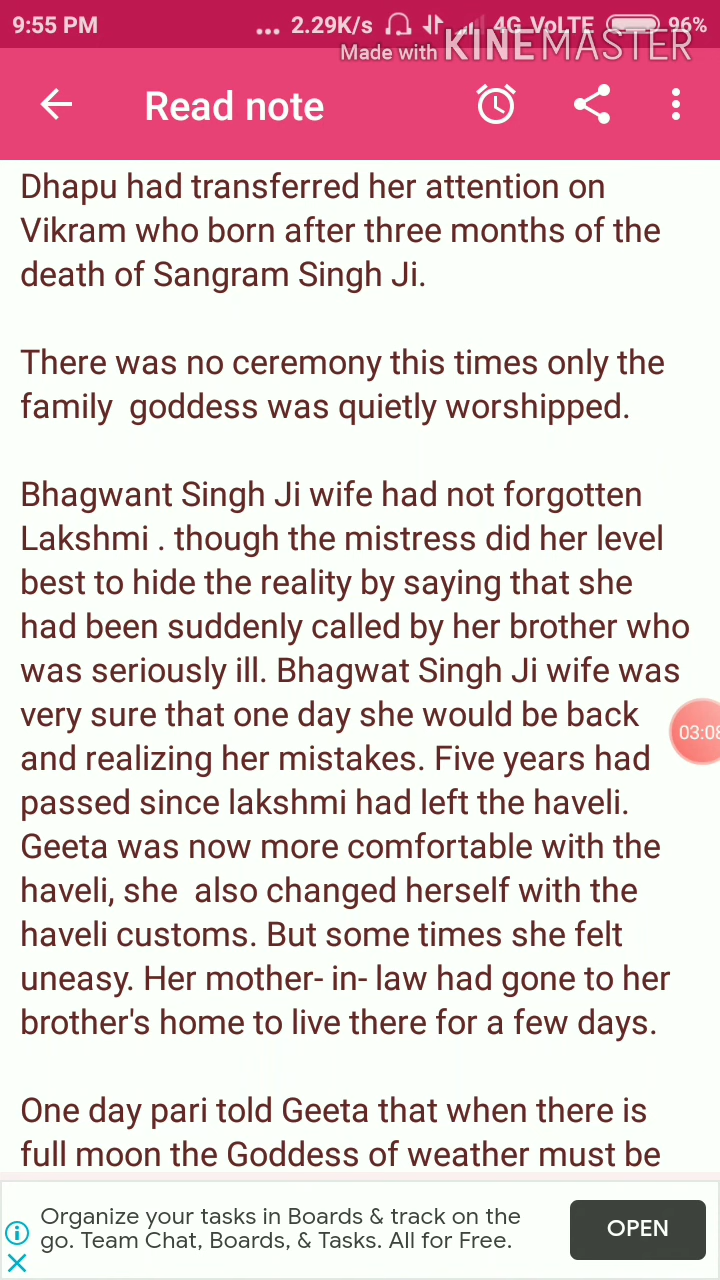 9:55 PM ... 2.29K/s 4G VoLTE 96%
Made with KINEMASTER
Read note
Dhapu had transferred her attention on
Vikram who born after three months of the
death of Sangram Singh Ji.
There was no ceremony this times only the
family goddess was quietly worshipped.
Bhagwant Singh Ji wife had not forgotten
Lakshmi . though the mistress did her level
best to hide the reality by saying that she
had been suddenly called by her brother who
was seriously ill. Bhagwat Singh Ji wife was
very sure that one day she would be back
and realizing her mistakes. Five years had
passed since lakshmi had left the haveli.
Geeta was now more comfortable with the
haveli, she also changed herself with the
haveli customs. But some times she felt
uneasy. Her mother- in- law had gone to her
brother's home to live there for a few days.
One day pari told Geeta that when there is
full moon the Goddess of weather must be
03:08
Organize your tasks in Boards & track on the
go. Team Chat, Boards, & Tasks. All for Free.
OPEN